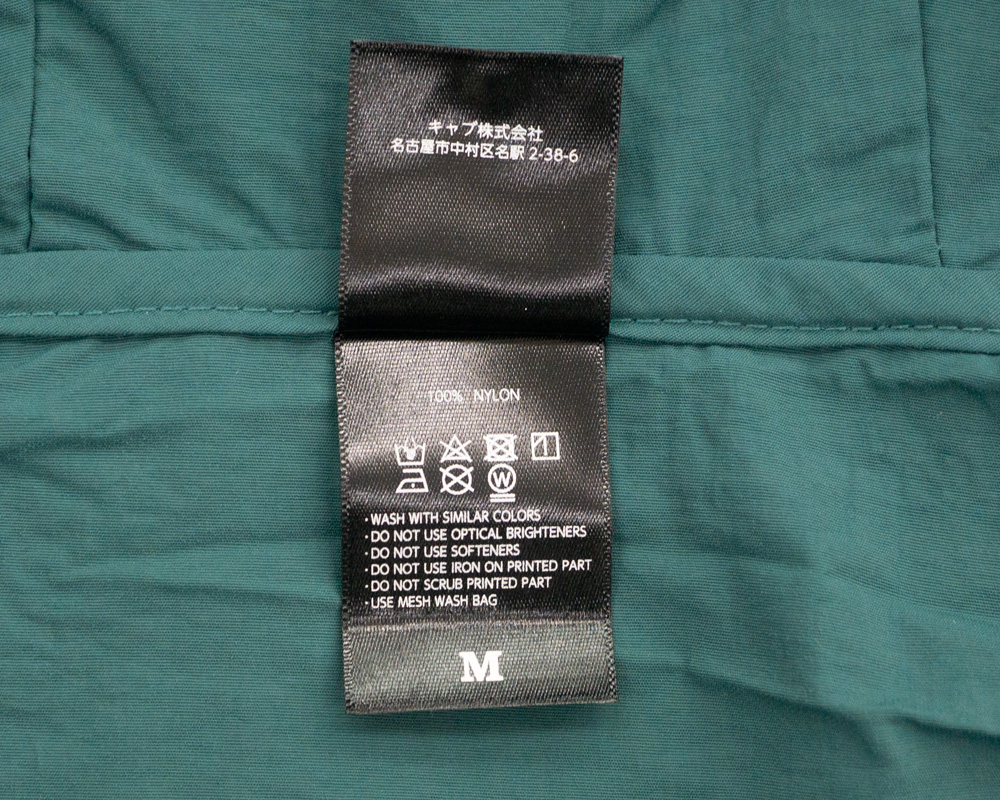 キャプ株式会社
名古屋市中村区名駅 2-38-6
100% NYLON
W
·WASH WITH SIMILAR COLORS
·DO NOT USE OPTICAL BRIGHTENERS
·DO NOT USE SOFTENERS
·DO NOT USE IRON ON PRINTED PART
·DO NOT SCRUB PRINTED PART
·USE MESH WASH BAG
M